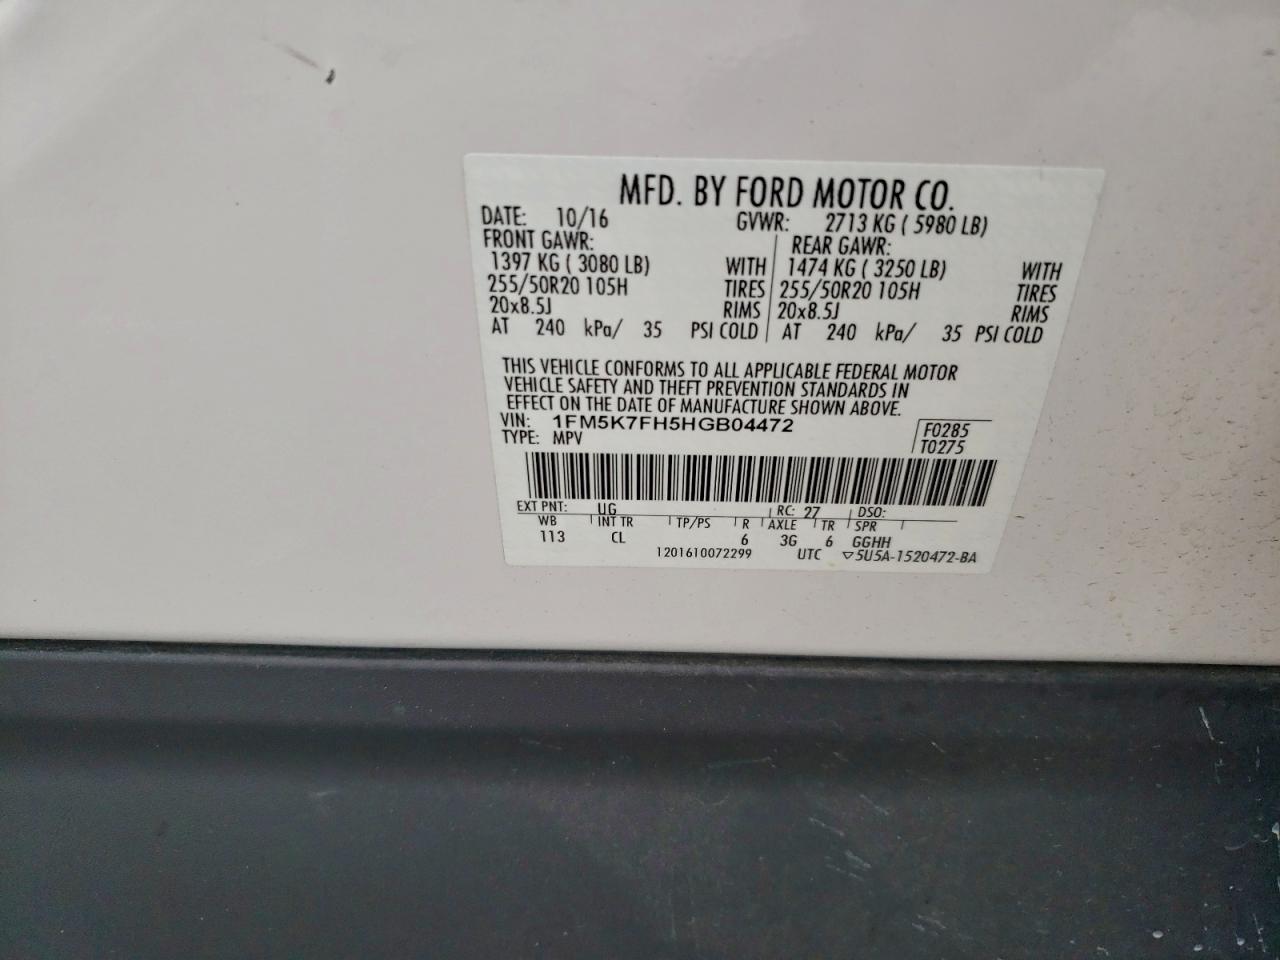 MFD. BY FORD MOTOR CO.
DATE: 10/16 GVWR: 2713 KG ( 5980 LB)
FRONT GAWR: REAR GAWR:
1397 KG ( 3080 LB) WITH 1474 KG ( 3250 LB) WITH
255/50R20 105H TIRES 255/50R20 105H TIRES
20x8.5J RIMS 20x8.5J RIMS
AT 240 kPa/ 35 PSI COLD AT 240 kPa/ 35 PSI COLD
THIS VEHICLE CONFORMS TO ALL APPLICABLE FEDERAL MOTOR
VEHICLE SAFETY AND THEFT PREVENTION STANDARDS IN
EFFECT ON THE DATE OF MANUFACTURE SHOWN ABOVE.
VIN: 1FM5K7FH5HGB04472 F0285
TYPE: MPV T0275
EXT PNT: UG RC: 27 DSO:
WB INT TR TP/PS R AXLE TR SPR
113 CL 6 3G 6 GGHH
1201610072299 UTC ▽5U5A-1520472-BA